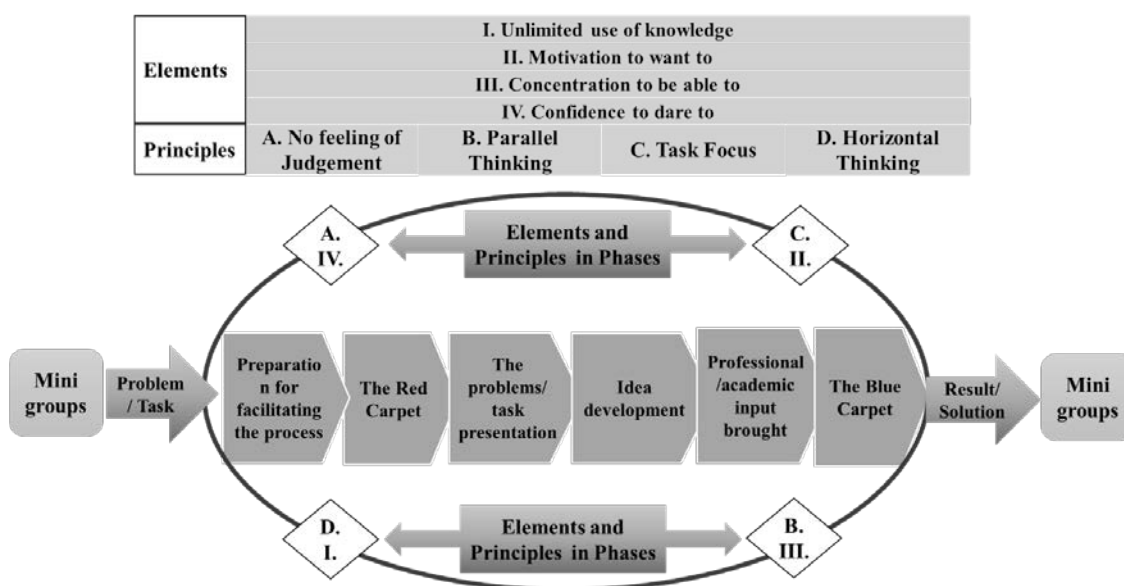 Elements
I. Unlimited use of knowledge
II. Motivation to want to
III. Concentration to be able to
IV. Confidence to dare to
Principles
A. No feeling of
Judgement
B. Parallel
Thinking
C. Task Focus
D. Horizontal
Thinking
A.
IV.
Elements and
Principles in Phases
C.
II.
Mini
groups
Problem
/ Task
Preparatio
n for
facilitating
the process
The Red
Carpet
The
problems/
task
presentation
Idea
development
Professional
/academic
input
brought
The Blue
Carpet
Result/
Solution
Mini
groups
D.
I.
Elements and
Principles in Phases
B.
III.